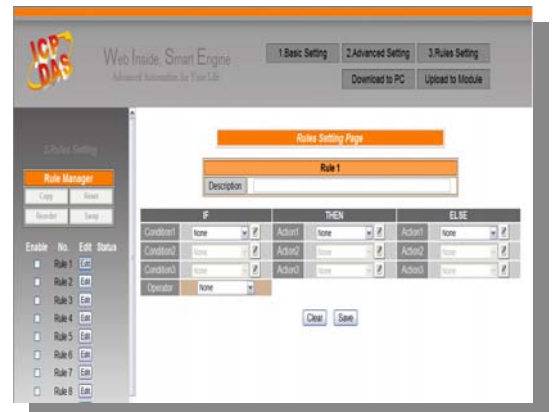 ICP DAS
Web Inside, Smart Engine
Advanced Automation for Your Life
1.Basic Setting 2.Advanced Setting 3.Rules Setting
Download to PC Upload to Module
3.Rules Setting
Rule Manager
Copy Reset
Reorder Swap
Enable No. Edit Status
Rule 1 Edit
Rule 2 Edit
Rule 3 Edit
Rule 4 Edit
Rule 5 Edit
Rule 6 Edit
Rule 7 Edit
Rule 8 Edit
Rules Setting Page
Rule 1
Description
IF THEN ELSE
Condition1 None Action1 None Action1 None
Condition2 None Action2 None Action2 None
Condition3 None Action3 None Action3 None
Operator None
Clear Save